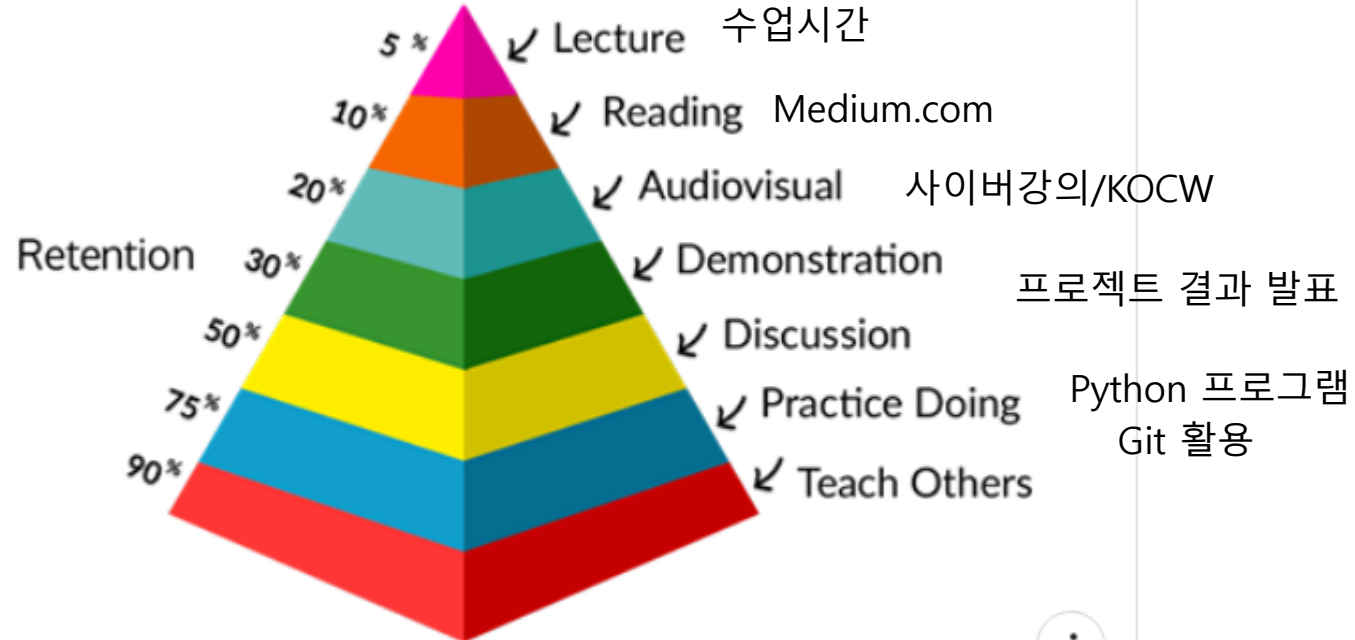 5 % Lecture 수업시간
10% Reading Medium.com
20% Audiovisual 사이버강의/KOCW
Retention 30% Demonstration
프로젝트 결과 발표
50% Discussion
75% Practice Doing Python 프로그램
Git 활용
90% Teach Others